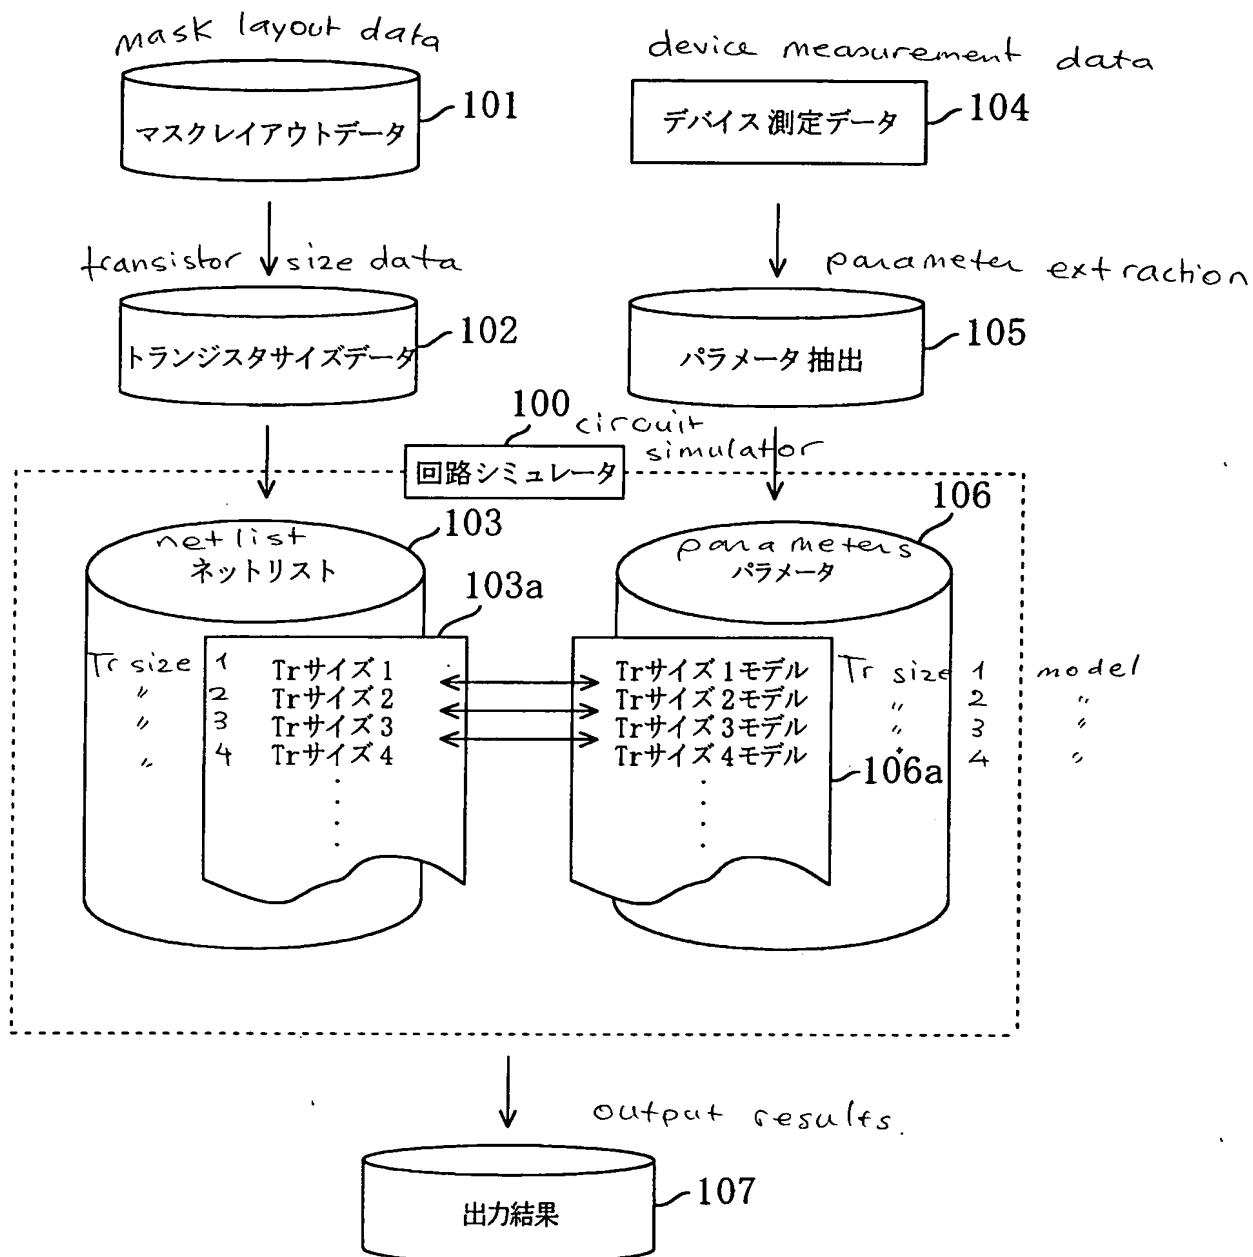 mask layout data
device measurement data
マスクレイアウトデータ
101
デバイス 測定データ
104
transistor size data
parameter extraction
トランジスタサイズデータ
102
パラメータ 抽出
105
100
circuit
simulator
回路シミュレータ
netlist
ネットリスト
103
parameters
パラメータ
106
103a
Tr size 1 Trサイズ1 Trサイズ1モデル Tr size 1 model
〃 2 Trサイズ2 Trサイズ2モデル 〃 2 〃
〃 3 Trサイズ3 Trサイズ3モデル 〃 3 〃
〃 4 Trサイズ4 Trサイズ4モデル 〃 4 〃
106a
output results.
出力結果
107